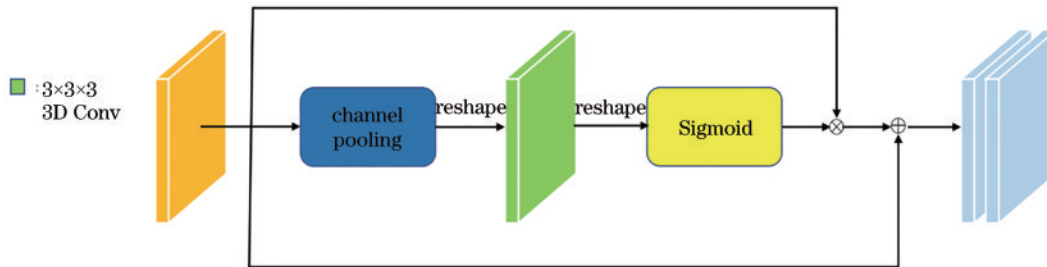 : 3×3×3
3D Conv
channel
pooling
reshape
reshape
Sigmoid